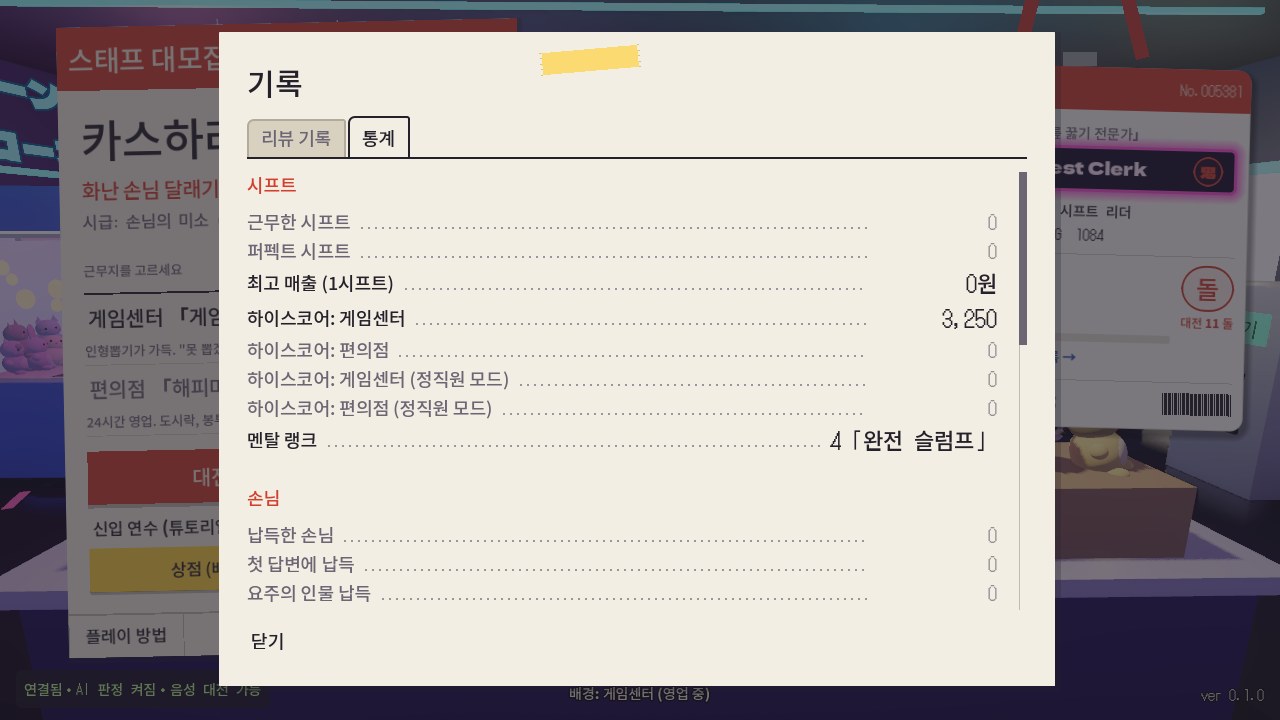 스태프 대모집
No. 005381
기록
리뷰 기록
통계
카스하라
끓기 전문가」
est Clerk
시프트
화난 손님 달래기
시프트 리더
시급: 손님의 미소
근무한 시프트 0
1084
퍼펙트 시프트 0
근무지를 고르세요
최고 매출 (1시프트) 0원
돌
하이스코어: 게임센터 3,250
게임센터 「게임
대전 11 돌
인형뽑기가 가득. "못 뽑
하이스코어: 편의점 0
기
편의점 「해피마
하이스코어: 게임센터 (정직원 모드) 0
24시간 영업. 도시락,
하이스코어: 편의점 (정직원 모드) 0
멘탈 랭크 4「완전 슬럼프」
대전
손님
신입 연수 (튜토리얼
납득한 손님 0
상점
첫 답변에 납득 0
요주의 인물 납득 0
플레이 방법
닫기
연결됨 • AI 판정 켜짐 • 음성 대전 가능
배경: 게임센터 (영업 중)
ver 0.1.0